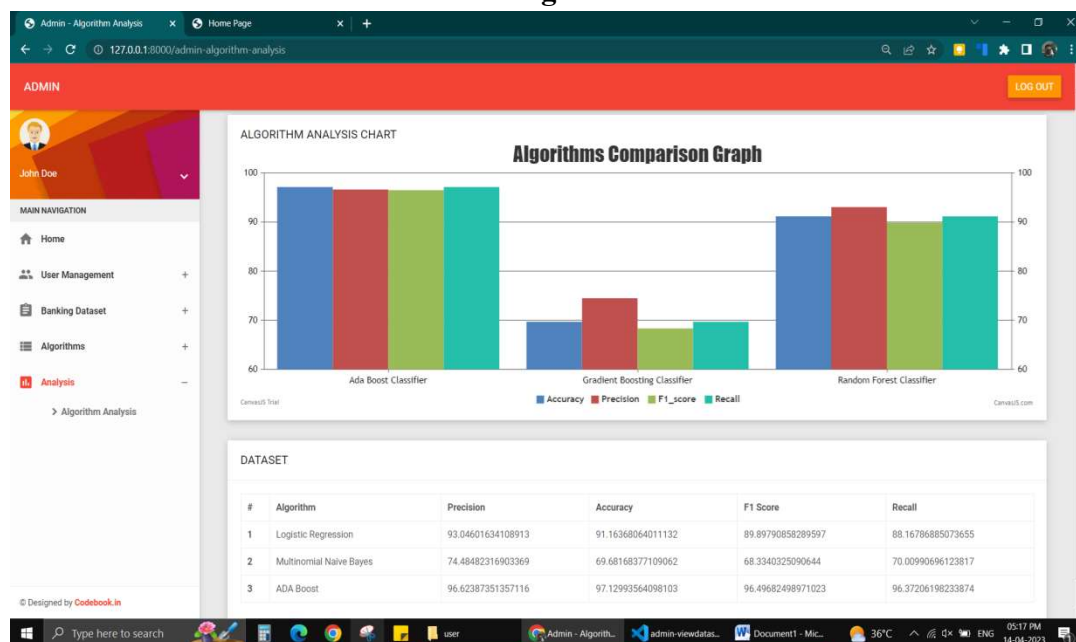 Admin - Algorithm Analysis
Home Page
127.0.0.1:8000/admin-algorithm-analysis
ADMIN
LOG OUT
John Doe
MAIN NAVIGATION
Home
User Management
Banking Dataset
Algorithms
Analysis
Algorithm Analysis
© Designed by Codebook.in
ALGORITHM ANALYSIS CHART
Algorithms Comparison Graph
100 100
90 90
80 80
70 70
60 60
Ada Boost Classifier Gradient Boosting Classifier Random Forest Classifier
Accuracy Precision F1_score Recall
CanvasJS Trial CanvasJS.com
DATASET
# Algorithm Precision Accuracy F1 Score Recall
1 Logistic Regression 93.04601634108913 91.16368064011132 89.89790858289597 88.16786885073655
2 Multinomial Naive Bayes 74.48482316903369 69.68168377109062 68.3340325090644 70.00990696123817
3 ADA Boost 96.62387351357116 97.12993564098103 96.49682498971023 96.37206198233874
Type here to search
user
Admin - Algorith...
admin-viewdatas...
Document1 - Mic...
36°C
ENG
05:17 PM
14-04-2023